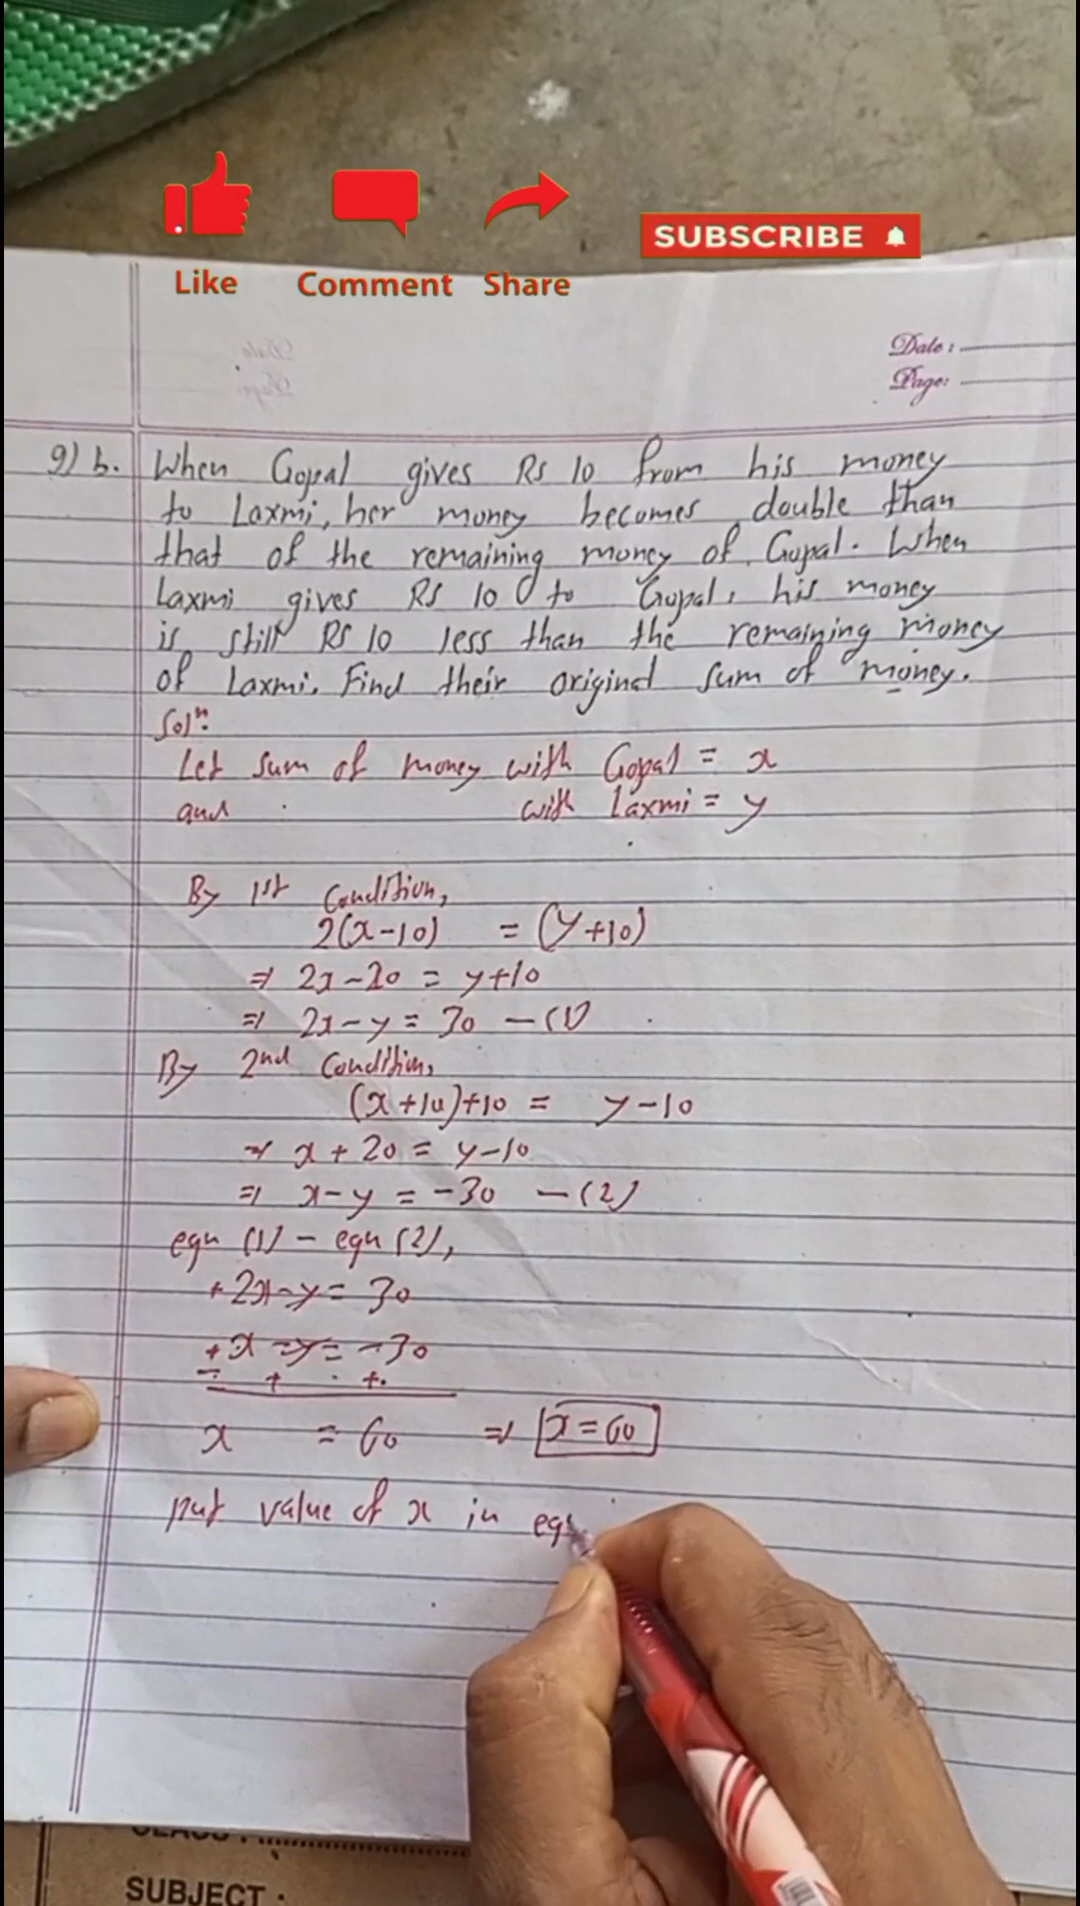 Like Comment Share SUBSCRIBE
Date :
Page:
9) b. When Gopal gives Rs 10 from his money
to Laxmi, her money becomes double than
that of the remaining money of Gopal. When
Laxmi gives Rs 10 to Gopal, his money
is still Rs 10 less than the remaining money
of Laxmi. Find their original sum of money.
Solⁿ:
Let sum of money with Gopal = x
and with Laxmi = y
By 1st Condition,
2(x-10) = (y+10)
⇒ 2x-20 = y+10
⇒ 2x-y = 30 -(1)
By 2nd Condition,
(x+10)+10 = y-10
⇒ x+20 = y-10
⇒ x-y = -30 -(2)
eqn (1) - eqn (2),
+2x-y = 30
+x-y = -30
- + +
x = 60 ⇒ x=60
put value of x in eqn
SUBJECT :